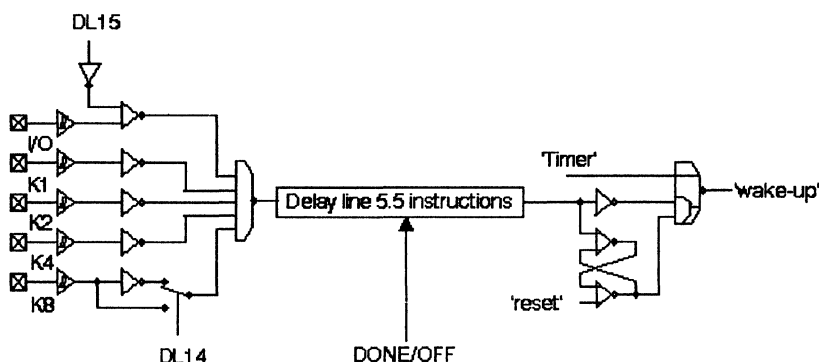 DL15
I/O
K1
K2
K4
K8
DL14
Delay line 5.5 instructions
DONE/OFF
'Timer'
'reset'
'wake-up'